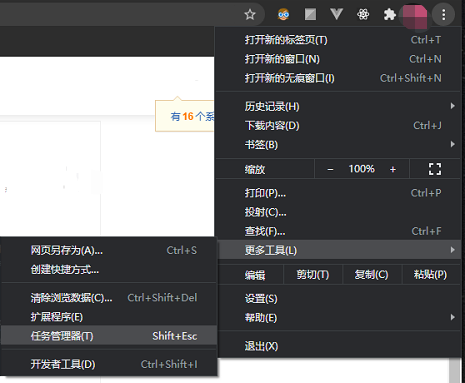 打开新的标签页(T) Ctrl+T
打开新的窗口(N) Ctrl+N
打开新的无痕窗口(I) Ctrl+Shift+N
有16个系
历史记录(H)
下载内容(D) Ctrl+J
书签(B)
缩放 − 100% +
打印(P)... Ctrl+P
投射(C)...
查找(F)... Ctrl+F
更多工具(L)
编辑 剪切(T) 复制(C) 粘贴(P)
设置(S)
帮助(E)
退出(X)
网页另存为(A)... Ctrl+S
创建快捷方式...
清除浏览数据(C)... Ctrl+Shift+Del
扩展程序(E)
任务管理器(T) Shift+Esc
开发者工具(D) Ctrl+Shift+I